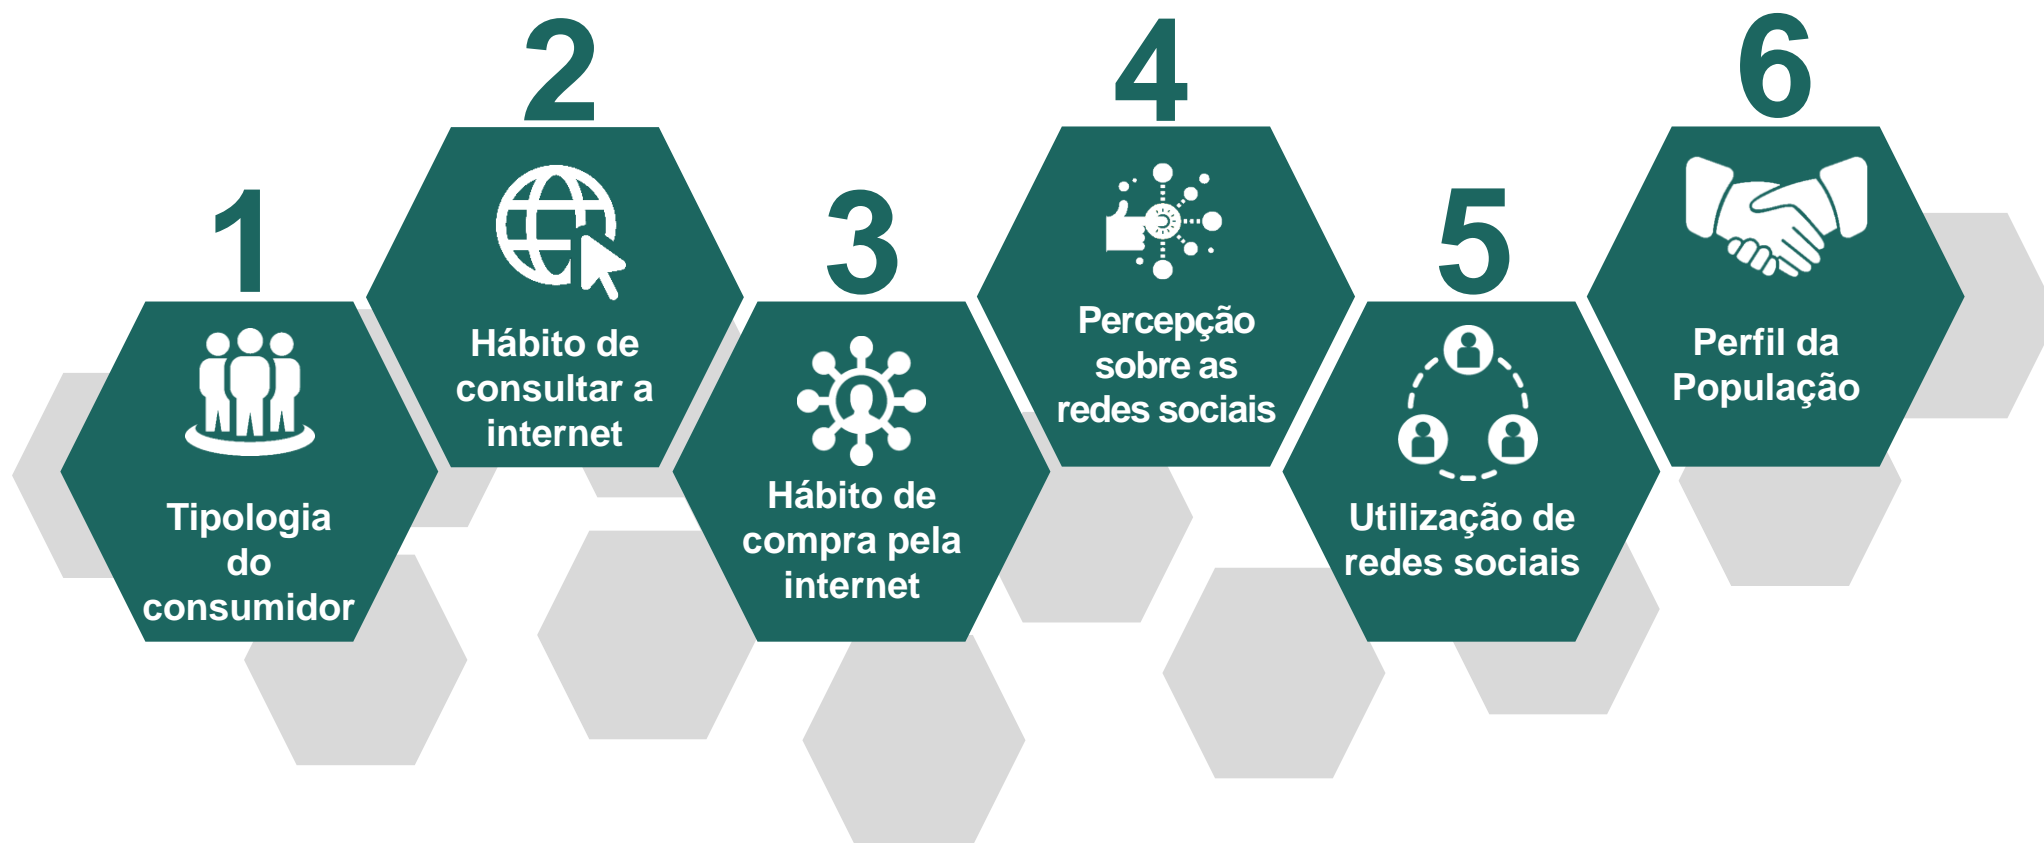 1
Tipologia
do
consumidor
2
Hábito de
consultar a
internet
3
Hábito de
compra pela
internet
4
Percepção
sobre as
redes sociais
5
Utilização de
redes sociais
6
Perfil da
População